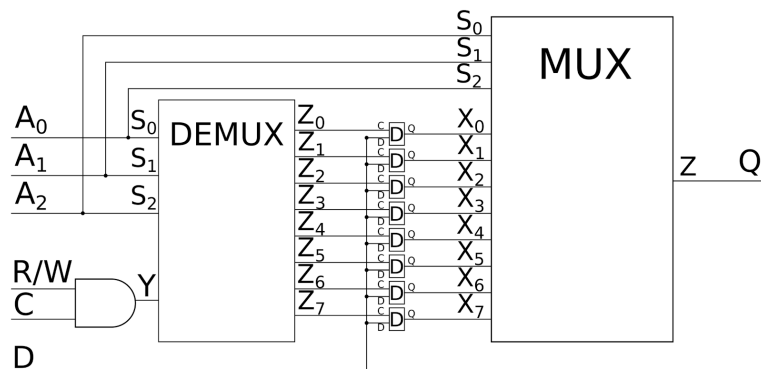 S0
S1
S2
MUX
A0 S0 DEMUX Z0 C D Q X0
A1 S1 Z1 C D D Q X1
A2 S2 Z2 C D D Q X2
Z Q
Z3 C D D Q X3
Z4 C D D Q X4
Z5 C D D Q X5
R/W Y Z6 C D D Q X6
C Z7 C D D Q X7
D
D